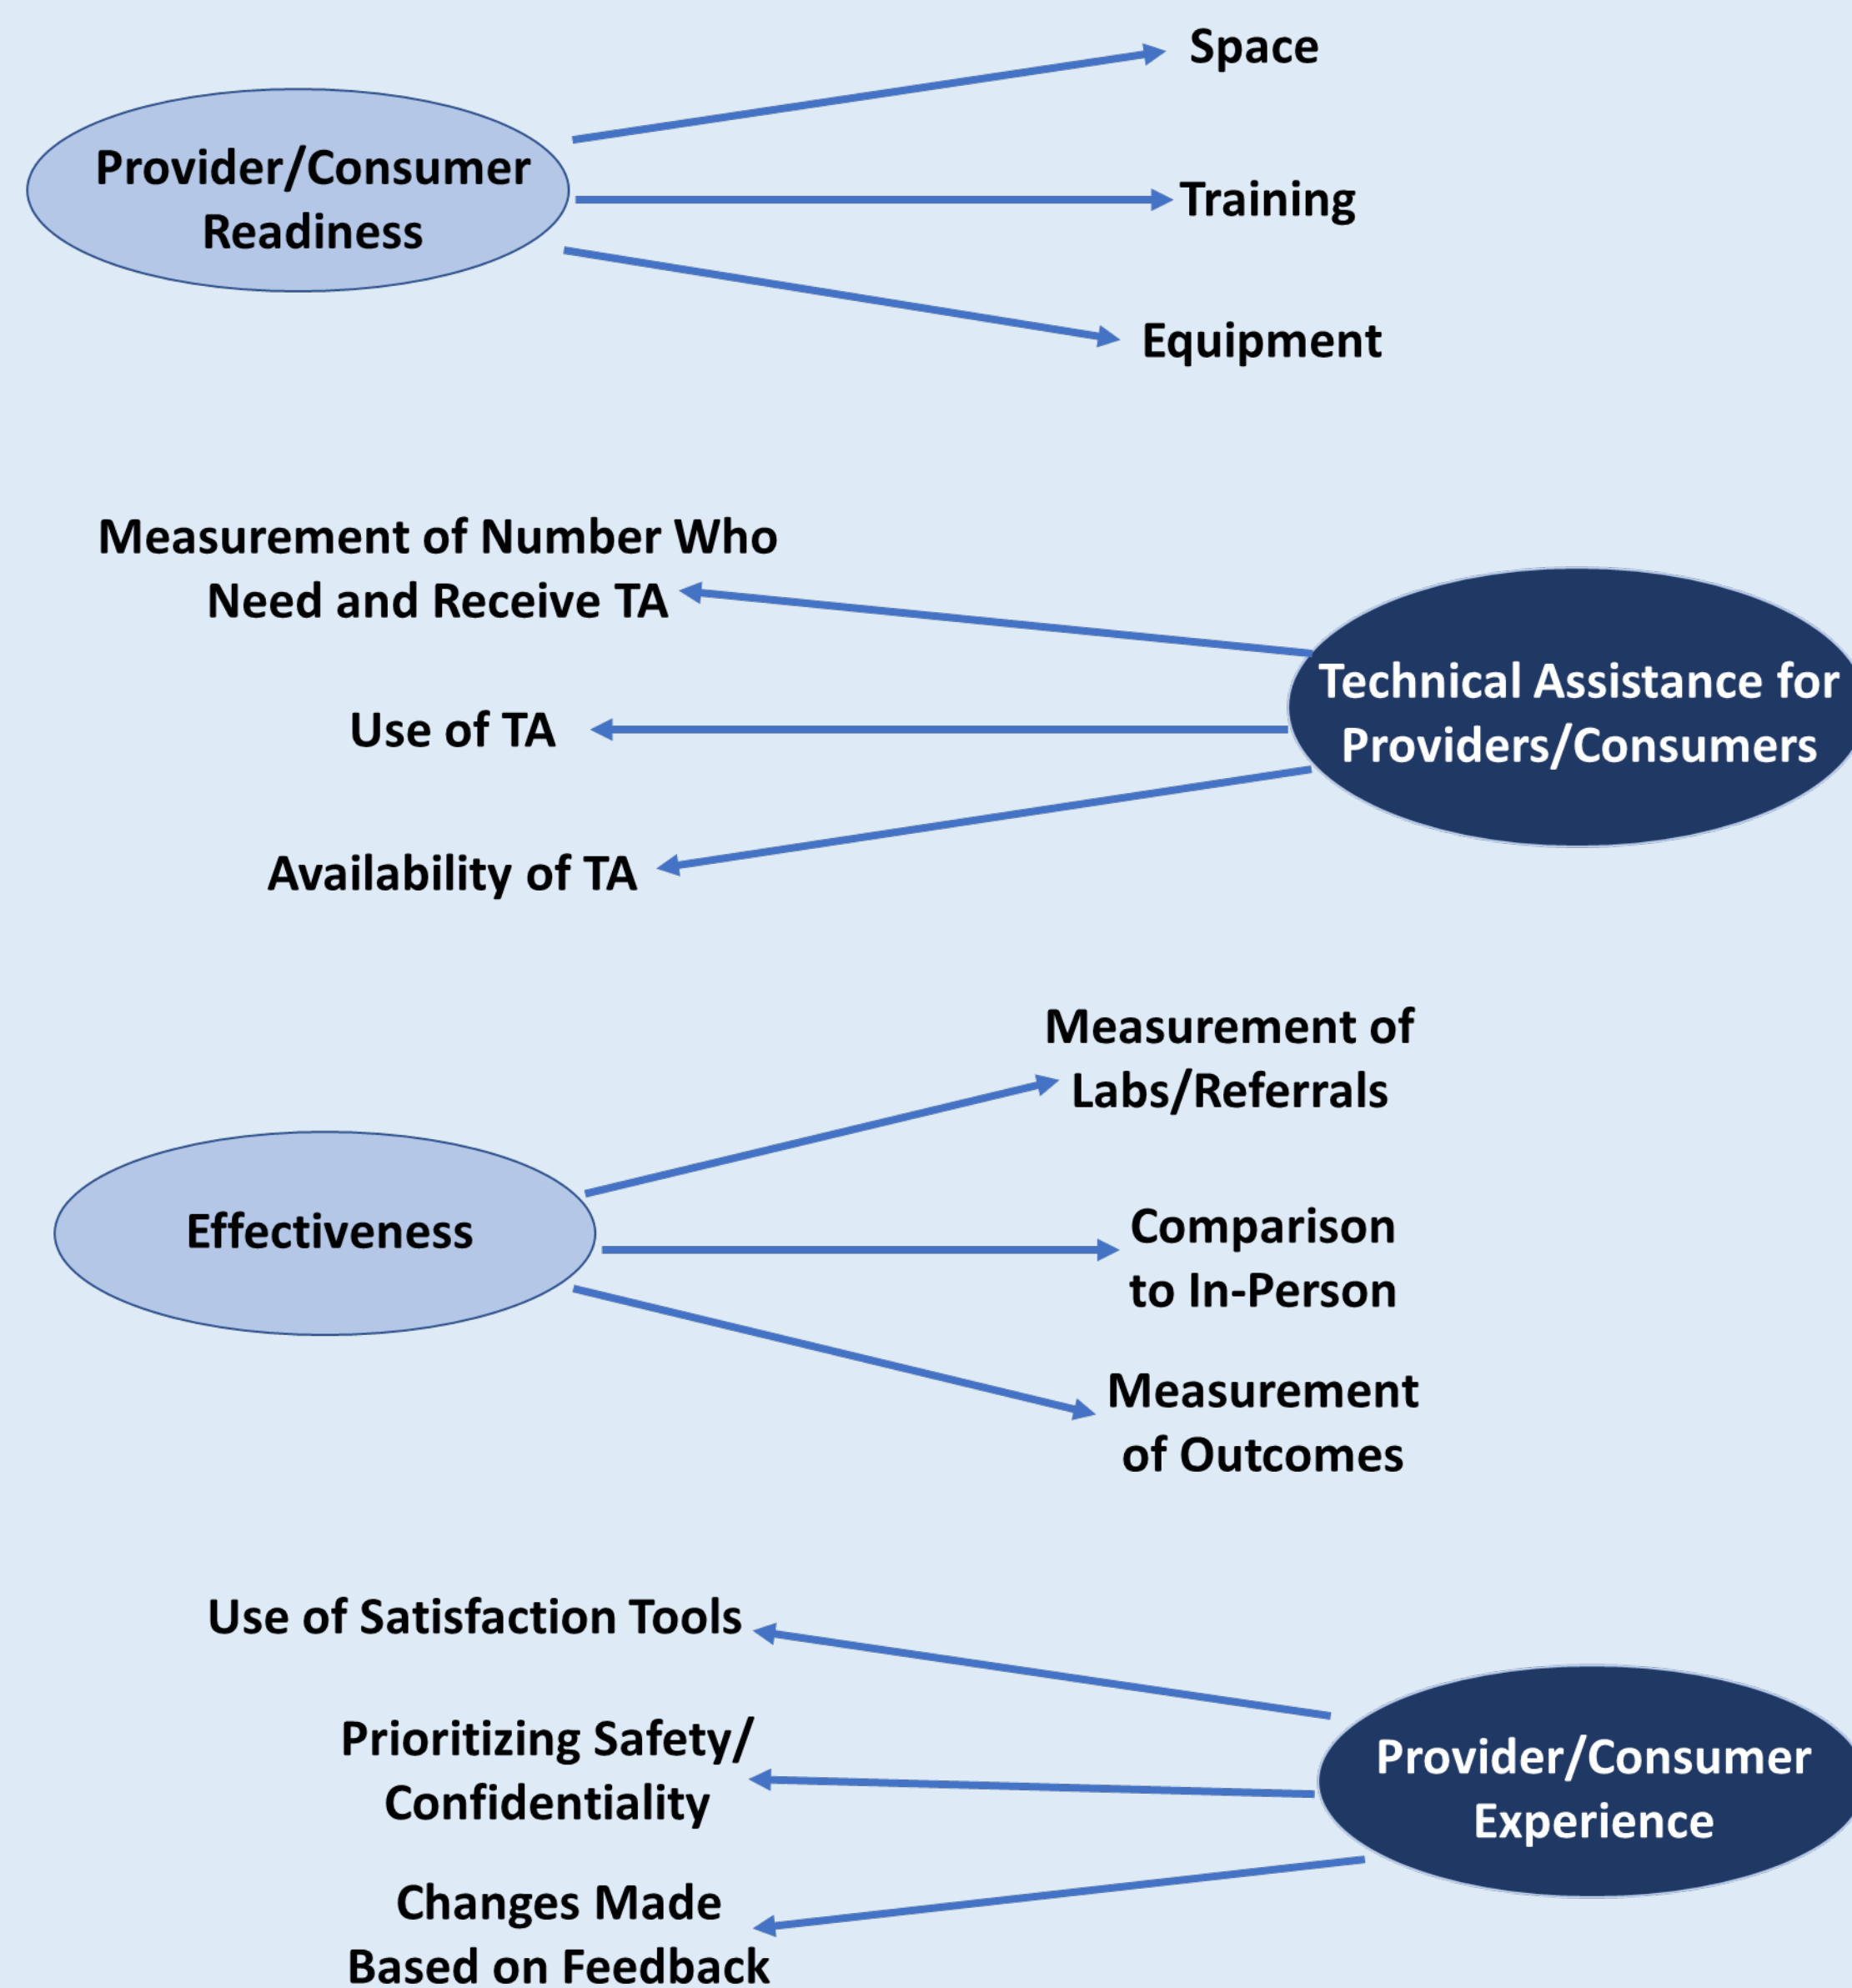 Space
Provider/Consumer
Readiness
Training
Equipment
Measurement of Number Who
Need and Receive TA
Technical Assistance for
Providers/Consumers
Use of TA
Availability of TA
Measurement of
Labs/Referrals
Effectiveness
Comparison
to In-Person
Measurement
of Outcomes
Use of Satisfaction Tools
Prioritizing Safety/
Confidentiality
Provider/Consumer
Experience
Changes Made
Based on Feedback